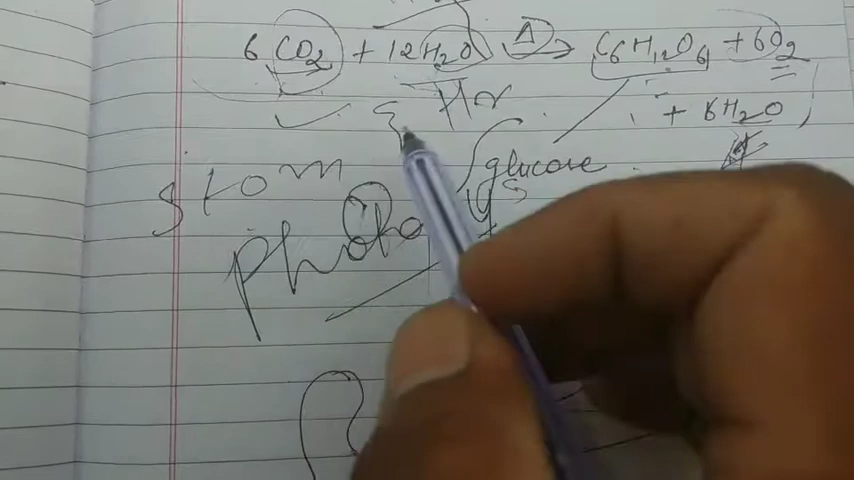 6 CO2 + 12H2O Δ→ C6H12O6 + 6O2
+ 6H2O
glucose
Stom
Photo